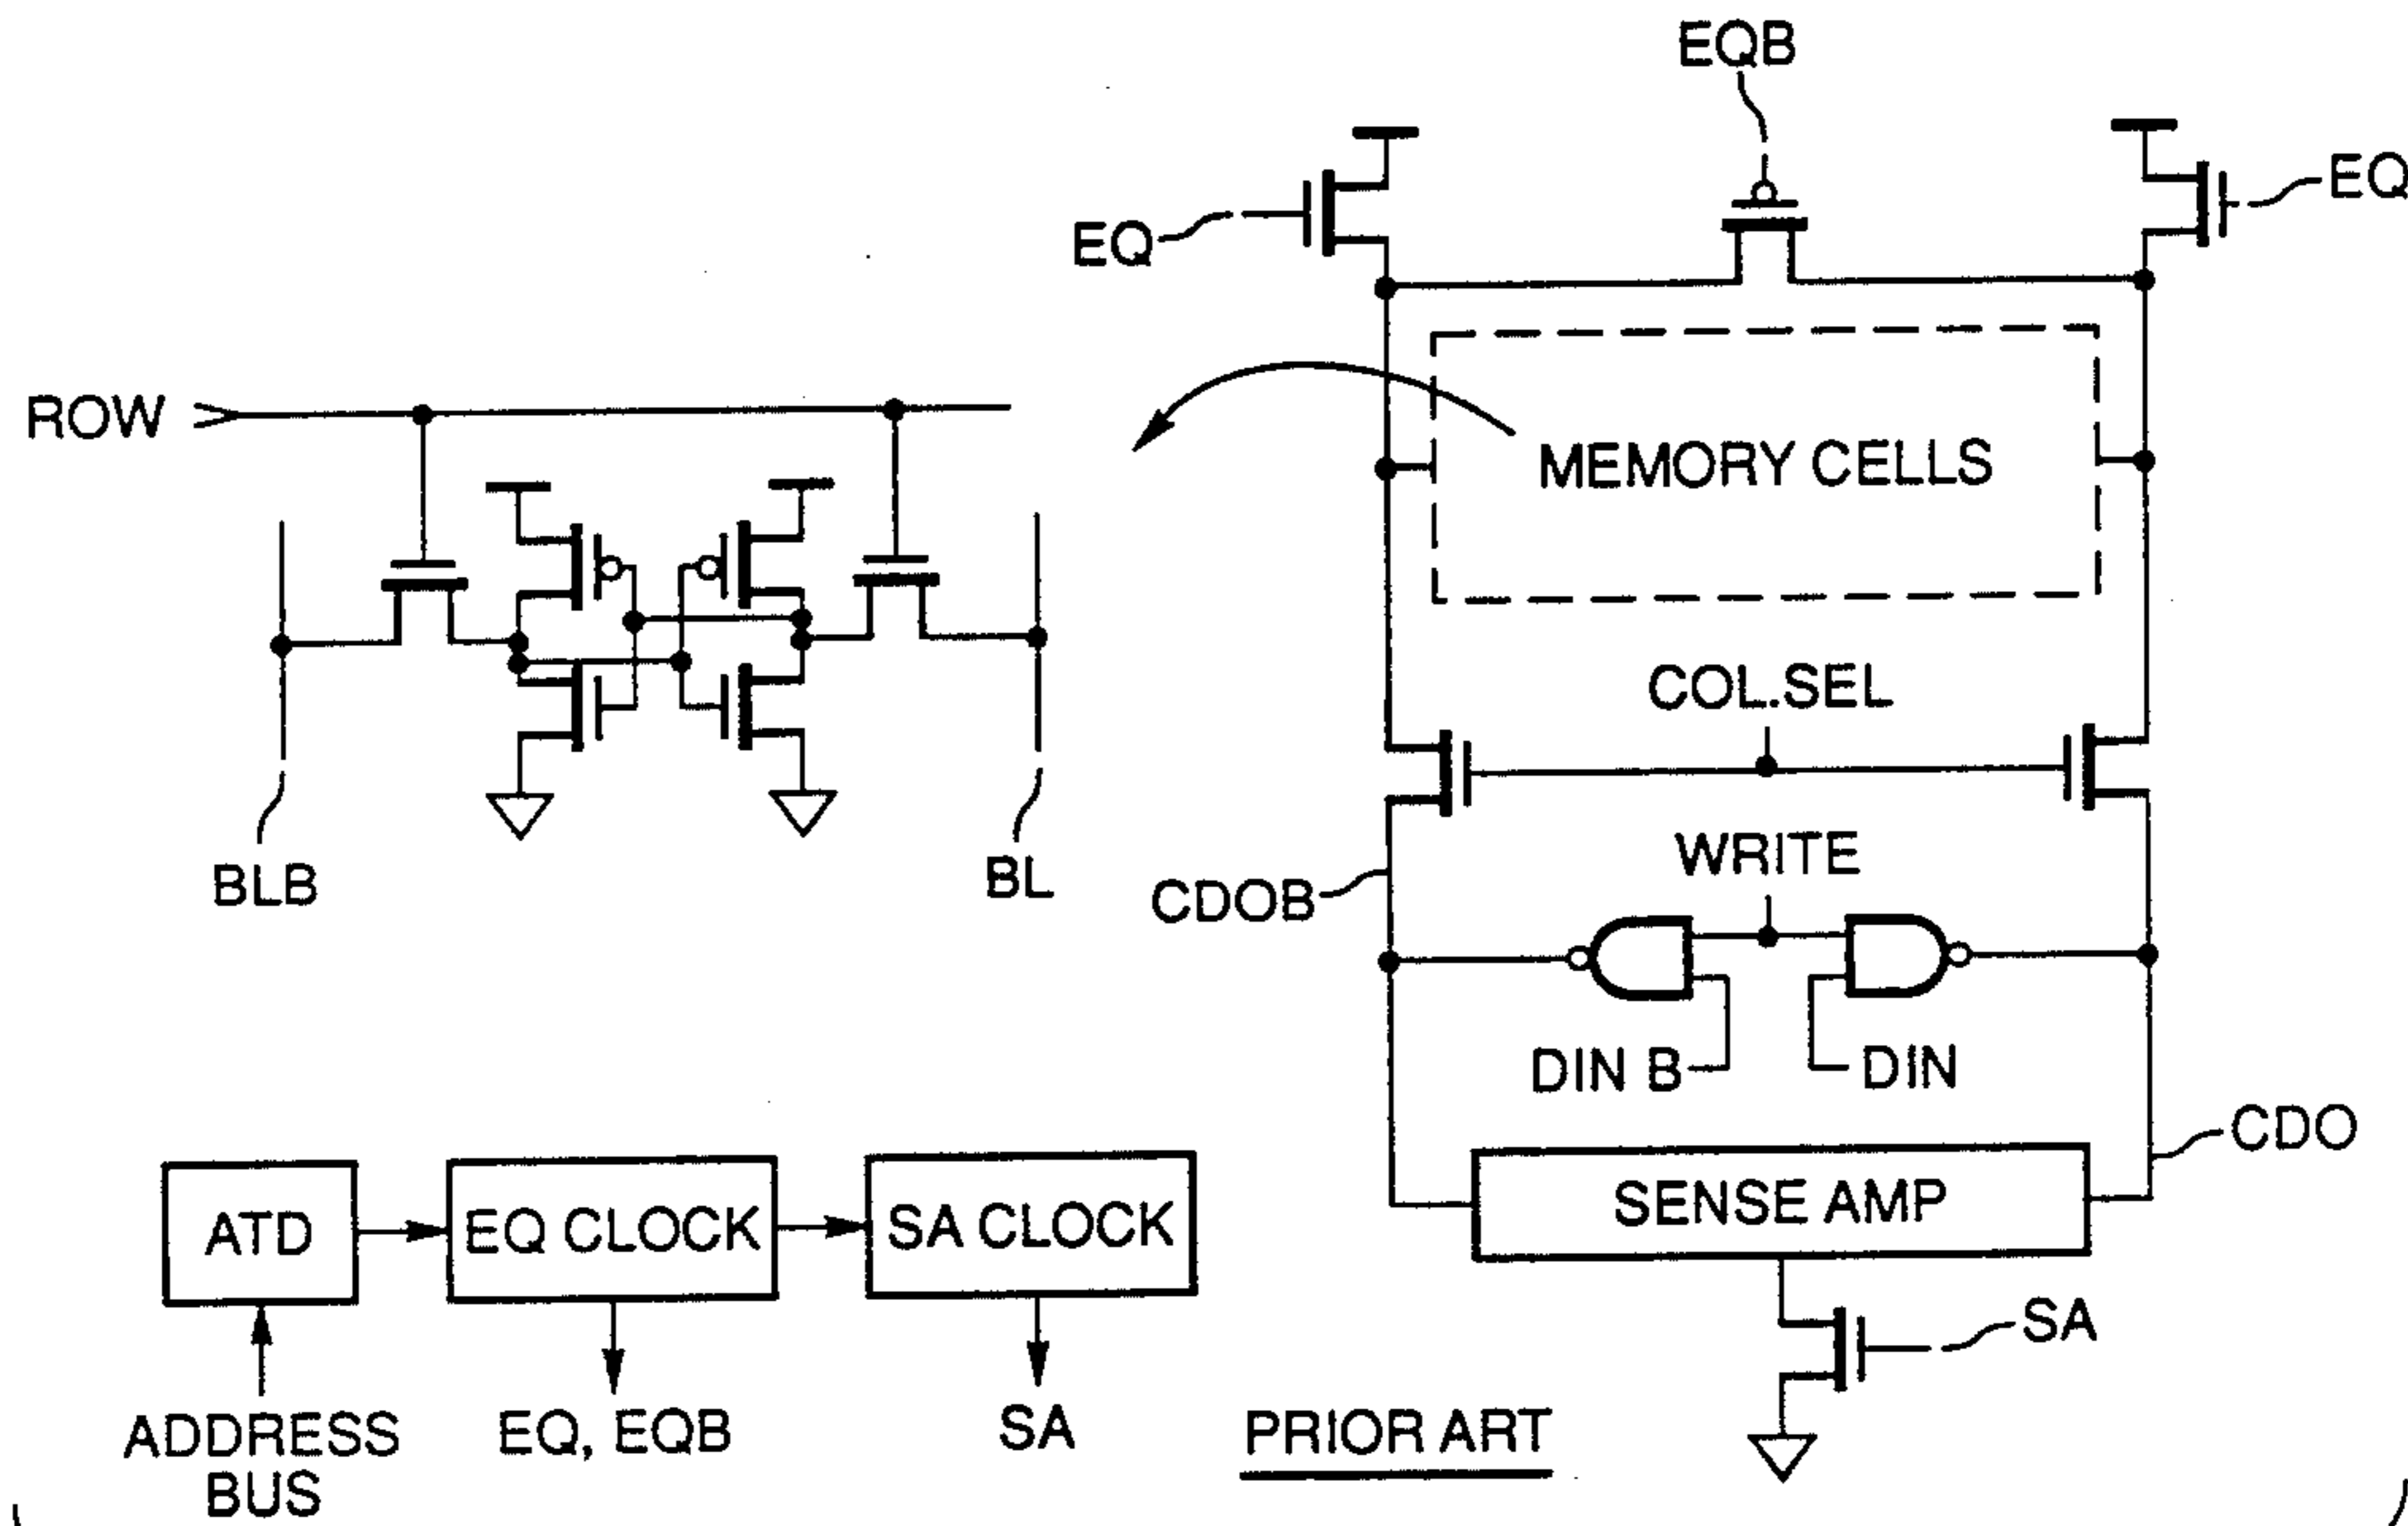 EQB
EQ
EQ
ROW
MEMORY CELLS
COL.SEL
BLB
BL
WRITE
CDOB
DIN B
DIN
CDO
ATD
EQ CLOCK
SA CLOCK
SENSE AMP
SA
ADDRESS
BUS
EQ, EQB
SA
PRIOR ART